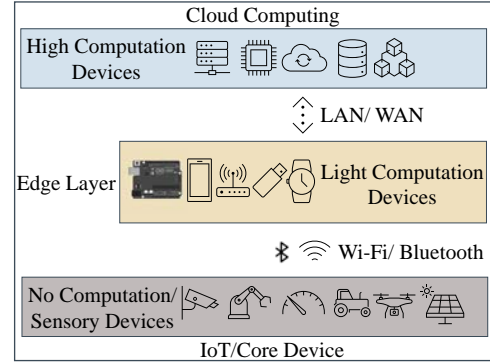 Cloud Computing
High Computation
Devices
LAN/ WAN
Edge Layer
Light Computation
Devices
Wi-Fi/ Bluetooth
No Computation/
Sensory Devices
IoT/Core Device